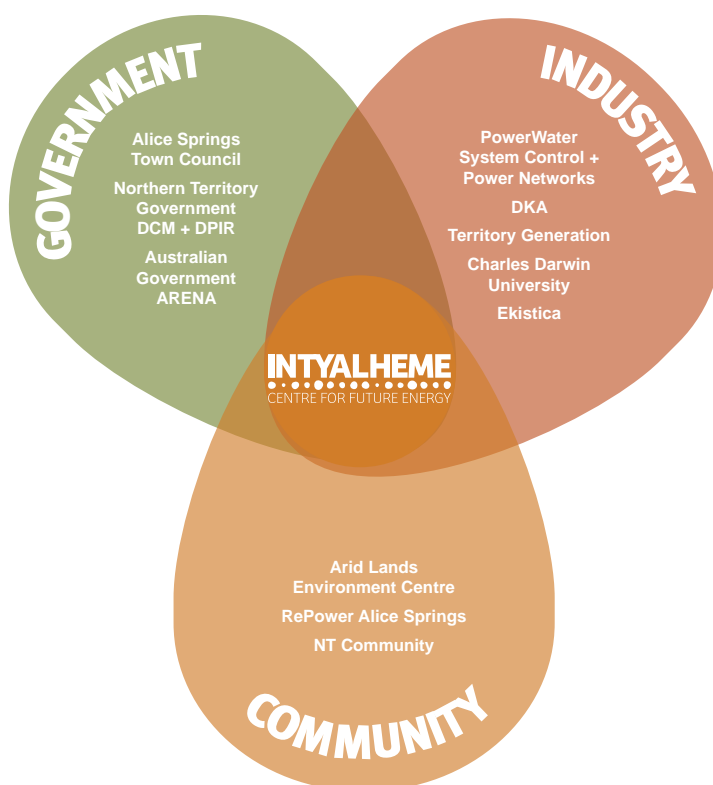 GOVERNMENT
Alice Springs
Town Council
Northern Territory
Government
DCM + DPIR
Australian
Government
ARENA
INDUSTRY
PowerWater
System Control +
Power Networks
DKA
Territory Generation
Charles Darwin
University
Ekistica
INTYALHEME
CENTRE FOR FUTURE ENERGY
Arid Lands
Environment Centre
RePower Alice Springs
NT Community
COMMUNITY